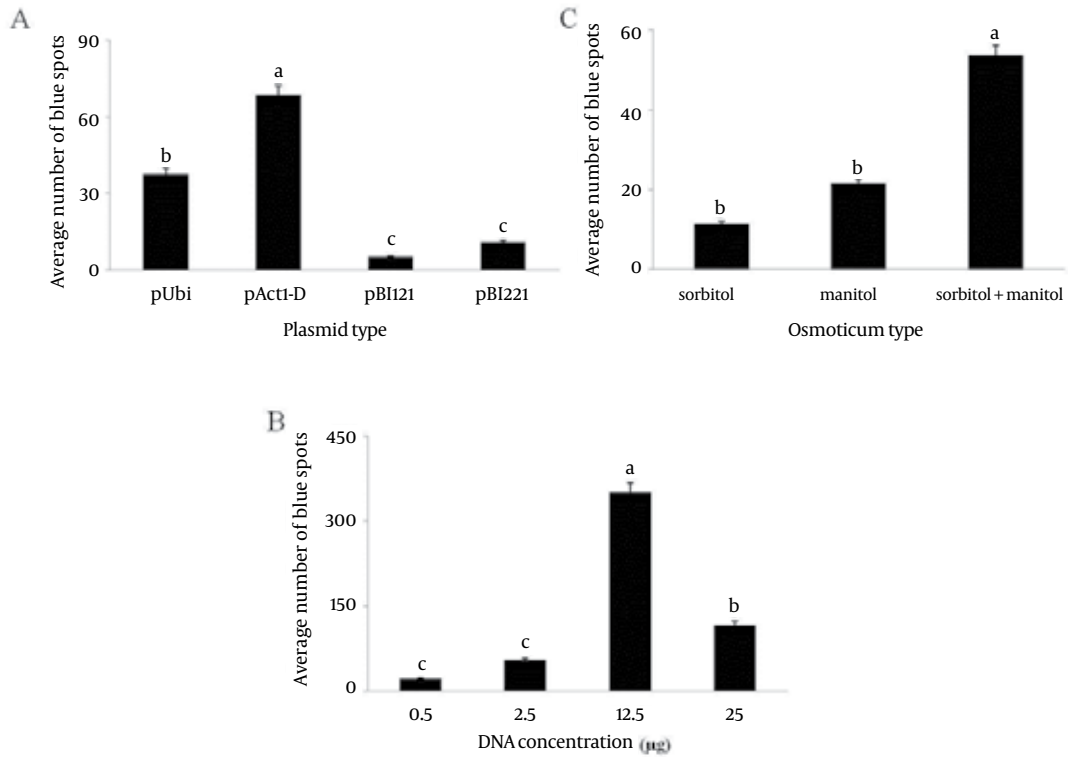 A
Average number of blue spots
90
60
30
0
b
a
c
c
pUbi pAct1-D pBI121 pBI221
Plasmid type
C
Average number of blue spots
60
40
20
0
b
b
a
sorbitol manitol sorbitol + manitol
Osmoticum type
B
Average number of blue spots
450
300
150
0
c
c
a
b
0.5 2.5 12.5 25
DNA concentration (µg)